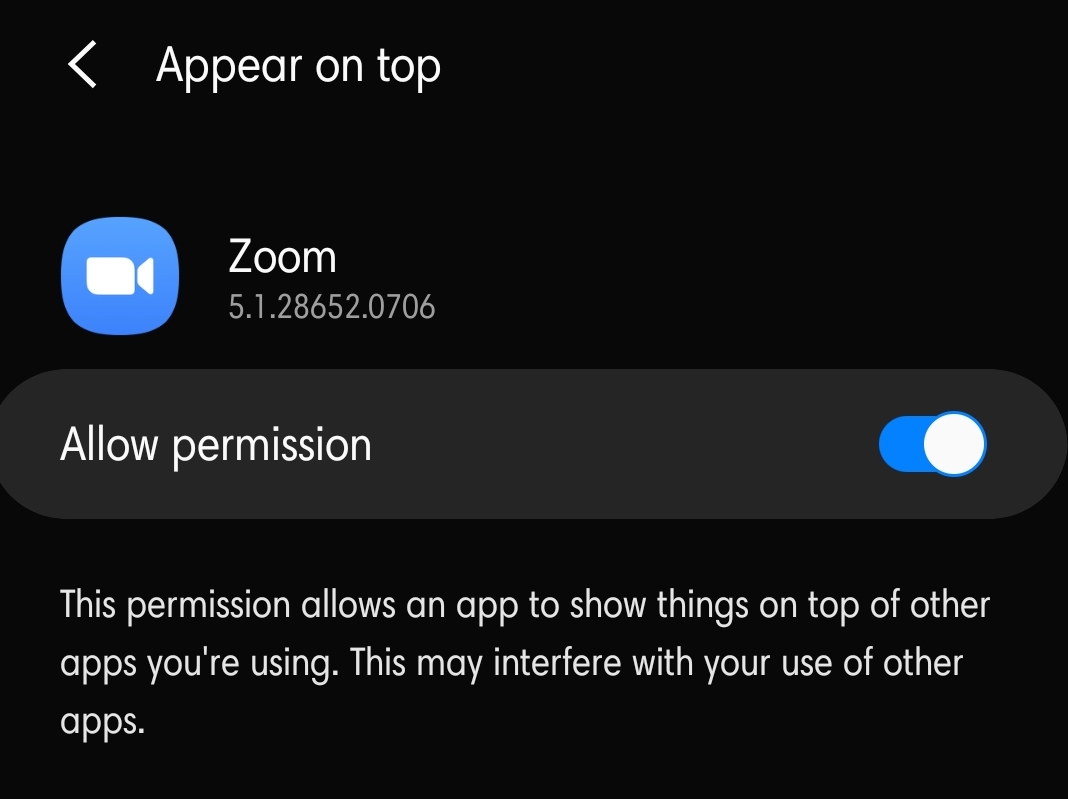 Appear on top
Zoom
5.1.28652.0706
Allow permission
This permission allows an app to show things on top of other
apps you're using. This may interfere with your use of other
apps.